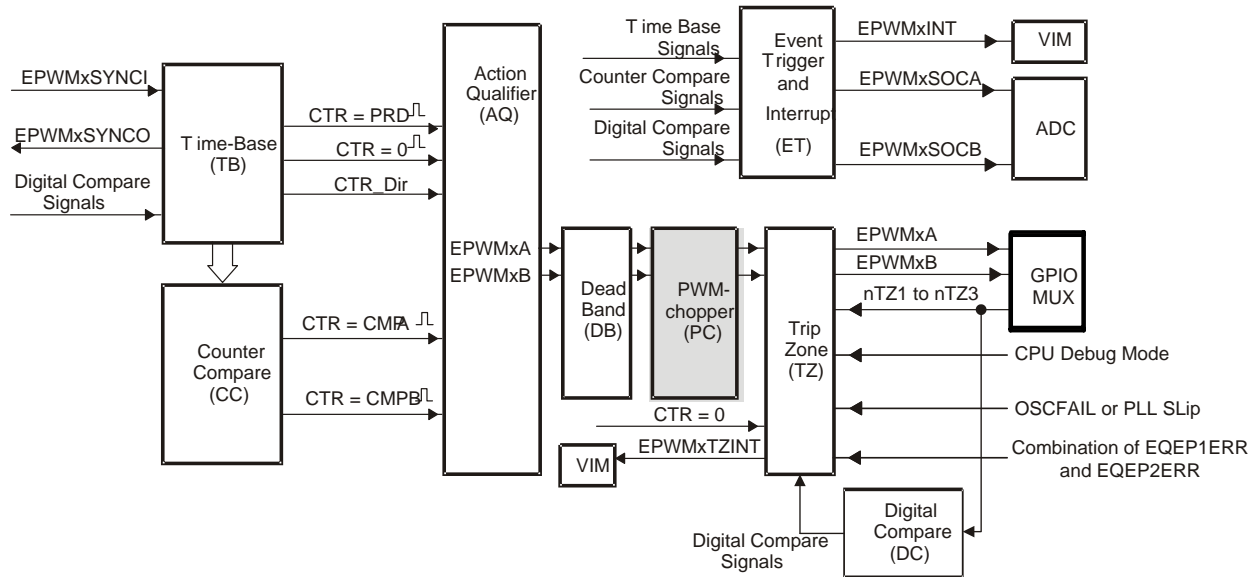 EPWMxSYNCI
EPWMxSYNCO
Digital Compare
Signals
Time-Base
(TB)
CTR = PRD
CTR = 0
CTR_Dir
Counter
Compare
(CC)
CTR = CMPA
CTR = CMPB
Action
Qualifier
(AQ)
EPWMxA
EPWMxB
Dead
Band
(DB)
PWM-
chopper
(PC)
Time Base
Signals
Counter Compare
Signals
Digital Compare
Signals
Event
Trigger
and
Interrupt
(ET)
EPWMxINT
EPWMxSOCA
EPWMxSOCB
VIM
ADC
Trip
Zone
(TZ)
EPWMxA
EPWMxB
nTZ1 to nTZ3
GPIO
MUX
CPU Debug Mode
OSCFAIL or PLL SLip
Combination of EQEP1ERR
and EQEP2ERR
CTR = 0
EPWMxTZINT
VIM
Digital Compare
Signals
Digital
Compare
(DC)